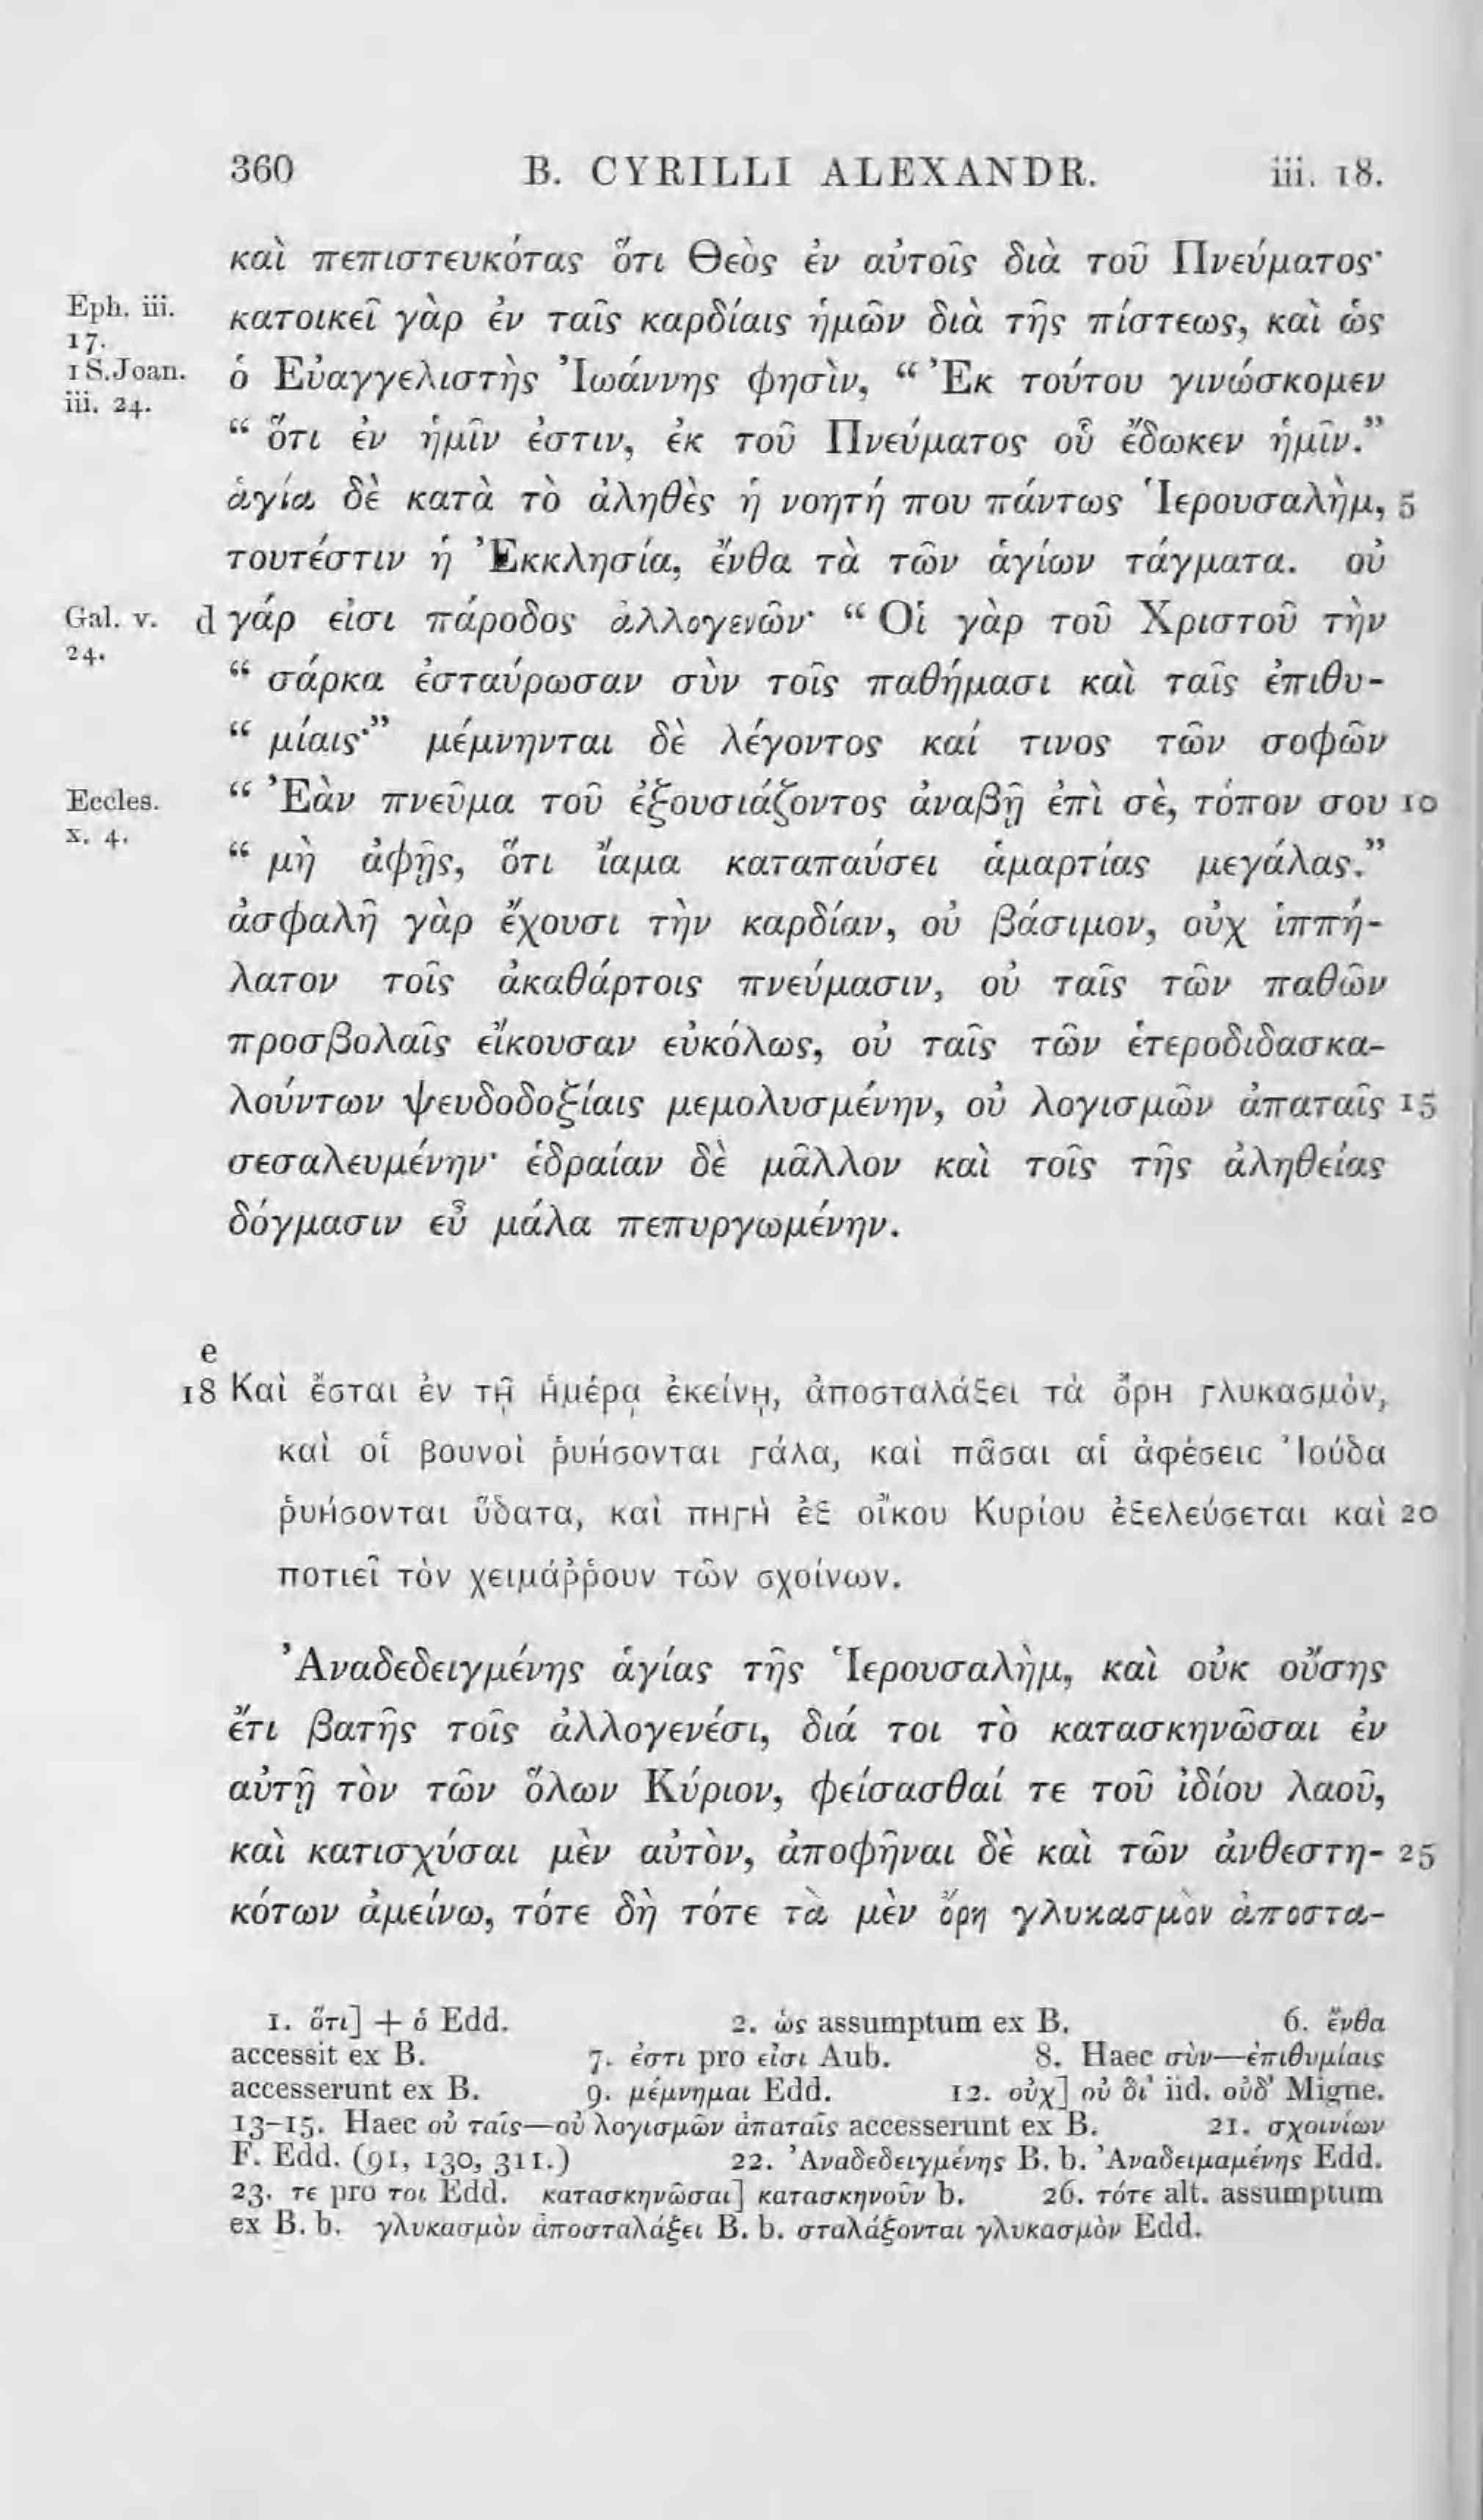 360 B. CYRILLI ALEXANDR. iii. 18.
καὶ πεπιστευκότας ὅτι Θεὸς ἐν αὐτοῖς διὰ τοῦ Πνεύματος·
Eph. iii. 17. κατοικεῖ γὰρ ἐν ταῖς καρδίαις ἡμῶν διὰ τῆς πίστεως, καὶ ὡς
1 S. Joan. iii. 24. ὁ Εὐαγγελιστὴς Ἰωάννης φησὶν, “ Ἐκ τούτου γινώσκομεν
“ ὅτι ἐν ἡμῖν ἐστιν, ἐκ τοῦ Πνεύματος οὗ ἔδωκεν ἡμῖν.”
ἁγία δὲ κατὰ τὸ ἀληθὲς ἡ νοητή που πάντως Ἱερουσαλὴμ, 5
τουτέστιν ἡ Ἐκκλησία, ἔνθα τὰ τῶν ἁγίων τάγματα. οὐ
Gal. v. 24. d γάρ εἰσι πάροδος ἀλλογενῶν· “ Οἱ γὰρ τοῦ Χριστοῦ τὴν
“ σάρκα ἐσταύρωσαν σὺν τοῖς παθήμασι καὶ ταῖς ἐπιθυ-
“ μίαις·” μέμνηνται δὲ λέγοντος καί τινος τῶν σοφῶν
Eccles. x. 4. “ Ἐὰν πνεῦμα τοῦ ἐξουσιάζοντος ἀναβῇ ἐπὶ σὲ, τόπον σου 10
“ μὴ ἀφῇς, ὅτι ἴαμα καταπαύσει ἁμαρτίας μεγάλας.”
ἀσφαλῆ γὰρ ἔχουσι τὴν καρδίαν, οὐ βάσιμον, οὐχ ἱππή-
λατον τοῖς ἀκαθάρτοις πνεύμασιν, οὐ ταῖς τῶν παθῶν
προσβολαῖς εἴκουσαν εὐκόλως, οὐ ταῖς τῶν ἑτεροδιδασκα-
λούντων ψευδοδοξίαις μεμολυσμένην, οὐ λογισμῶν ἀπαταῖς 15
σεσαλευμένην· ἑδραίαν δὲ μᾶλλον καὶ τοῖς τῆς ἀληθείας
δόγμασιν εὖ μάλα πεπυργωμένην.
e
18 Καὶ ἔσται ἐν τῇ ἡμέρᾳ ἐκείνῃ, ἀποσταλάξει τὰ ὄρη γλυκασμὸν,
καὶ οἱ βουνοὶ ῥυήσονται γάλα, καὶ πᾶσαι αἱ ἀφέσεις Ἰούδα
ῥυήσονται ὕδατα, καὶ πηγὴ ἐξ οἴκου Κυρίου ἐξελεύσεται καὶ 20
ποτιεῖ τὸν χειμάῤῥουν τῶν σχοίνων.
Ἀναδεδειγμένης ἁγίας τῆς Ἱερουσαλὴμ, καὶ οὐκ οὔσης
ἔτι βατῆς τοῖς ἀλλογενέσι, διά τοι τὸ κατασκηνῶσαι ἐν
αὐτῇ τὸν τῶν ὅλων Κύριον, φείσασθαί τε τοῦ ἰδίου λαοῦ,
καὶ κατισχύσαι μὲν αὐτὸν, ἀποφῆναι δὲ καὶ τῶν ἀνθεστη- 25
κότων ἀμείνω, τότε δὴ τότε τὰ μὲν ὄρη γλυκασμὸν ἀποστα-
1. ὅτι] + ὁ Edd. 2. ὡς assumptum ex B. 6. ἔνθα
accessit ex B. 7. ἐστι pro εἰσι Aub. 8. Haec σὺν—ἐπιθυμίαις
accesserunt ex B. 9. μέμνημαι Edd. 12. οὐχ] οὐ δι᾽ iid. οὐδ᾽ Migne.
13-15. Haec οὐ ταῖς—οὐ λογισμῶν ἀπαταῖς accesserunt ex B. 21. σχοινίων
F. Edd. (91, 130, 311.) 22. Ἀναδεδειγμένης B. b. Ἀναδειμαμένης Edd.
23. τε pro τοι Edd. κατασκηνῶσαι] κατασκηνοῦν b. 26. τότε alt. assumptum
ex B. b. γλυκασμὸν ἀποσταλάξει B. b. σταλάξονται γλυκασμὸν Edd.